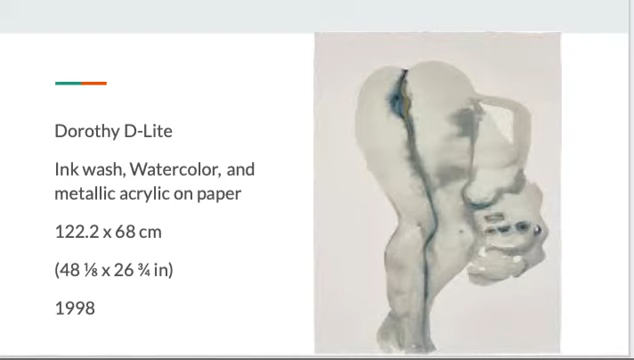 Dorothy D-Lite
Ink wash, Watercolor, and
metallic acrylic on paper
122.2 x 68 cm
(48 ⅛ x 26 ¾ in)
1998